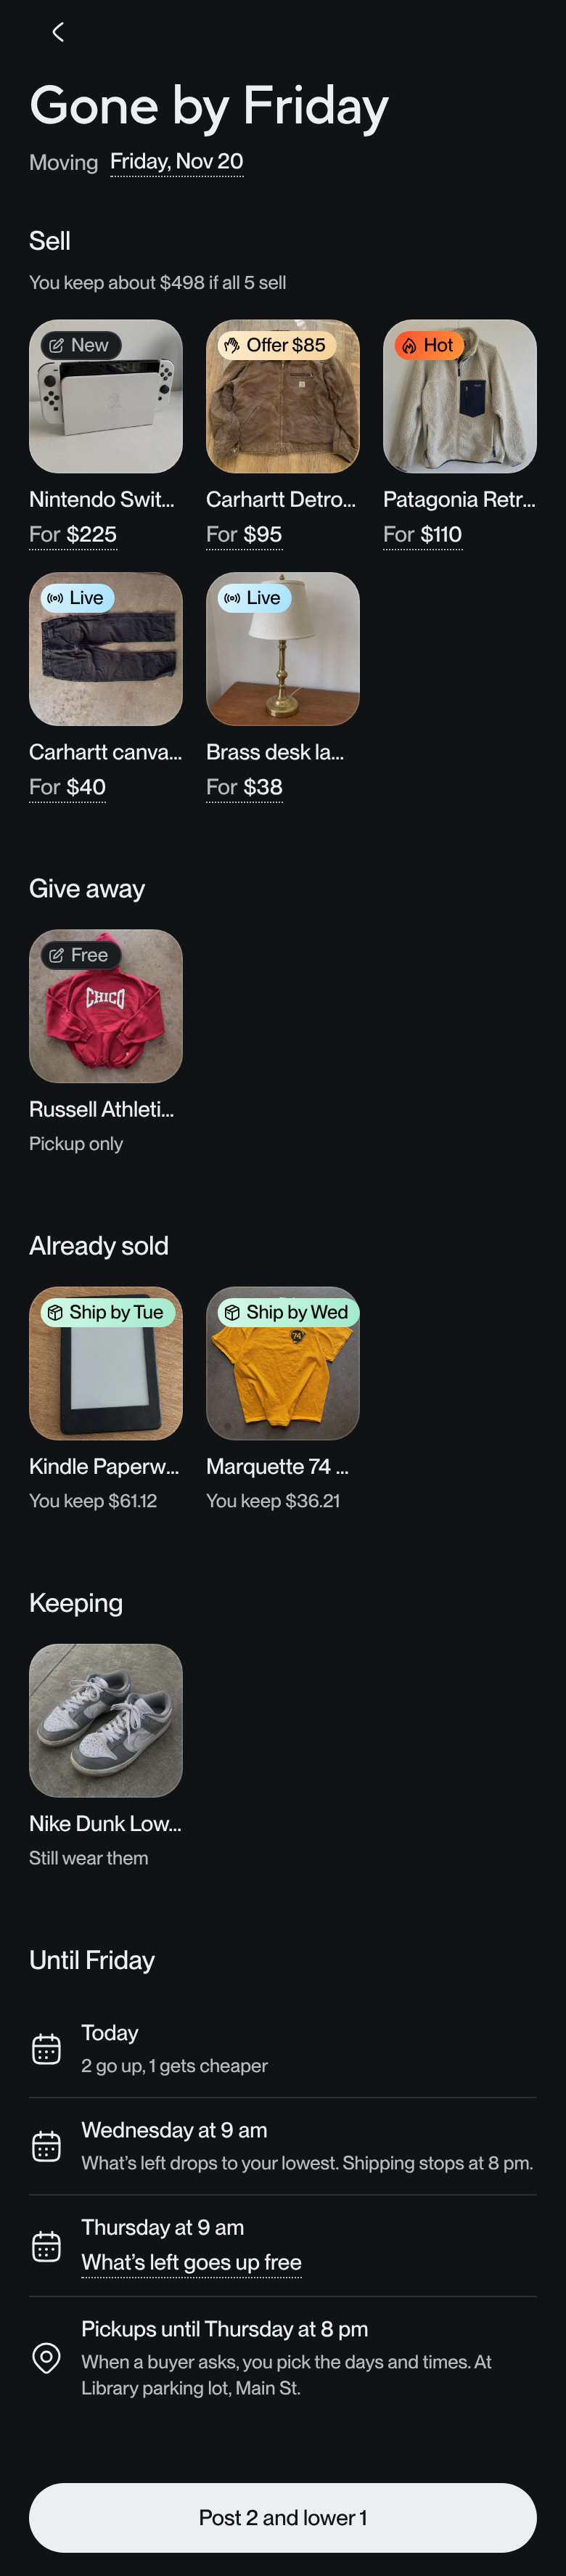 Gone by Friday
Moving Friday, Nov 20
Sell
You keep about $498 if all 5 sell
New
Offer $85
Hot
Nintendo Swit...
Carhartt Detro...
Patagonia Retr...
For $225
For $95
For $110
Live
Live
Carhartt canva...
Brass desk la...
For $40
For $38
Give away
Free
CHICO
Russell Athleti...
Pickup only
Already sold
Ship by Tue
Ship by Wed
74
Kindle Paperw...
Marquette 74 ...
You keep $61.12
You keep $36.21
Keeping
Nike Dunk Low...
Still wear them
Until Friday
Today
2 go up, 1 gets cheaper
Wednesday at 9 am
What's left drops to your lowest. Shipping stops at 8 pm.
Thursday at 9 am
What's left goes up free
Pickups until Thursday at 8 pm
When a buyer asks, you pick the days and times. At
Library parking lot, Main St.
Post 2 and lower 1